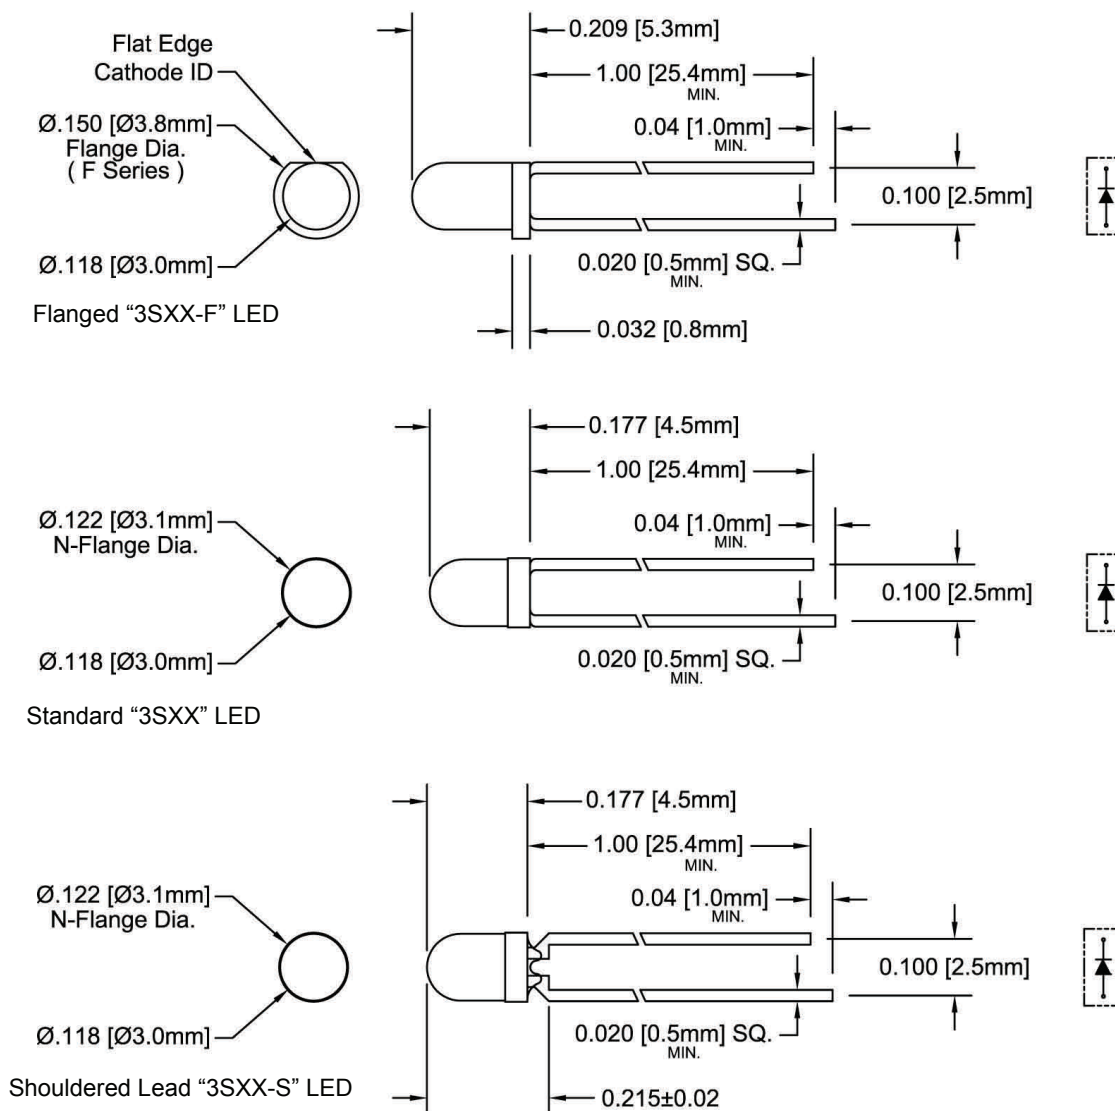 0.209 [5.3mm]
Flat Edge
Cathode ID
1.00 [25.4mm]
MIN.
Ø.150 [Ø3.8mm]
Flange Dia.
( F Series )
0.04 [1.0mm]
MIN.
0.100 [2.5mm]
Ø.118 [Ø3.0mm]
0.020 [0.5mm] SQ.
MIN.
Flanged “3SXX-F” LED
0.032 [0.8mm]
0.177 [4.5mm]
1.00 [25.4mm]
Ø.122 [Ø3.1mm]
N-Flange Dia.
0.04 [1.0mm]
MIN.
0.100 [2.5mm]
Ø.118 [Ø3.0mm]
0.020 [0.5mm] SQ.
MIN.
Standard “3SXX” LED
0.177 [4.5mm]
1.00 [25.4mm]
MIN.
Ø.122 [Ø3.1mm]
N-Flange Dia.
0.04 [1.0mm]
MIN.
0.100 [2.5mm]
Ø.118 [Ø3.0mm]
0.020 [0.5mm] SQ.
MIN.
Shouldered Lead “3SXX-S” LED
0.215±0.02